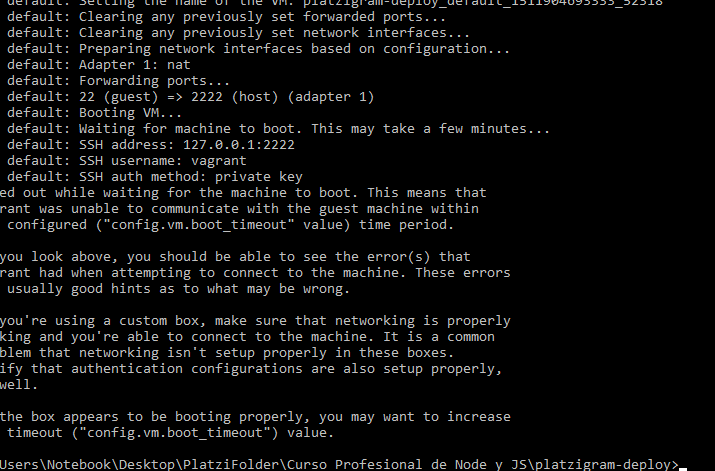 default: Setting the name of the VM: platzigram-deploy_default_1511904693333_52318
default: Clearing any previously set forwarded ports...
default: Clearing any previously set network interfaces...
default: Preparing network interfaces based on configuration...
default: Adapter 1: nat
default: Forwarding ports...
default: 22 (guest) => 2222 (host) (adapter 1)
default: Booting VM...
default: Waiting for machine to boot. This may take a few minutes...
default: SSH address: 127.0.0.1:2222
default: SSH username: vagrant
default: SSH auth method: private key
ed out while waiting for the machine to boot. This means that
rant was unable to communicate with the guest machine within
configured ("config.vm.boot_timeout" value) time period.
you look above, you should be able to see the error(s) that
rant had when attempting to connect to the machine. These errors
usually good hints as to what may be wrong.
you're using a custom box, make sure that networking is properly
king and you're able to connect to the machine. It is a common
blem that networking isn't setup properly in these boxes.
ify that authentication configurations are also setup properly,
well.
the box appears to be booting properly, you may want to increase
timeout ("config.vm.boot_timeout") value.
Users\Notebook\Desktop\PlatziFolder\Curso Profesional de Node y JS\platzigram-deploy>